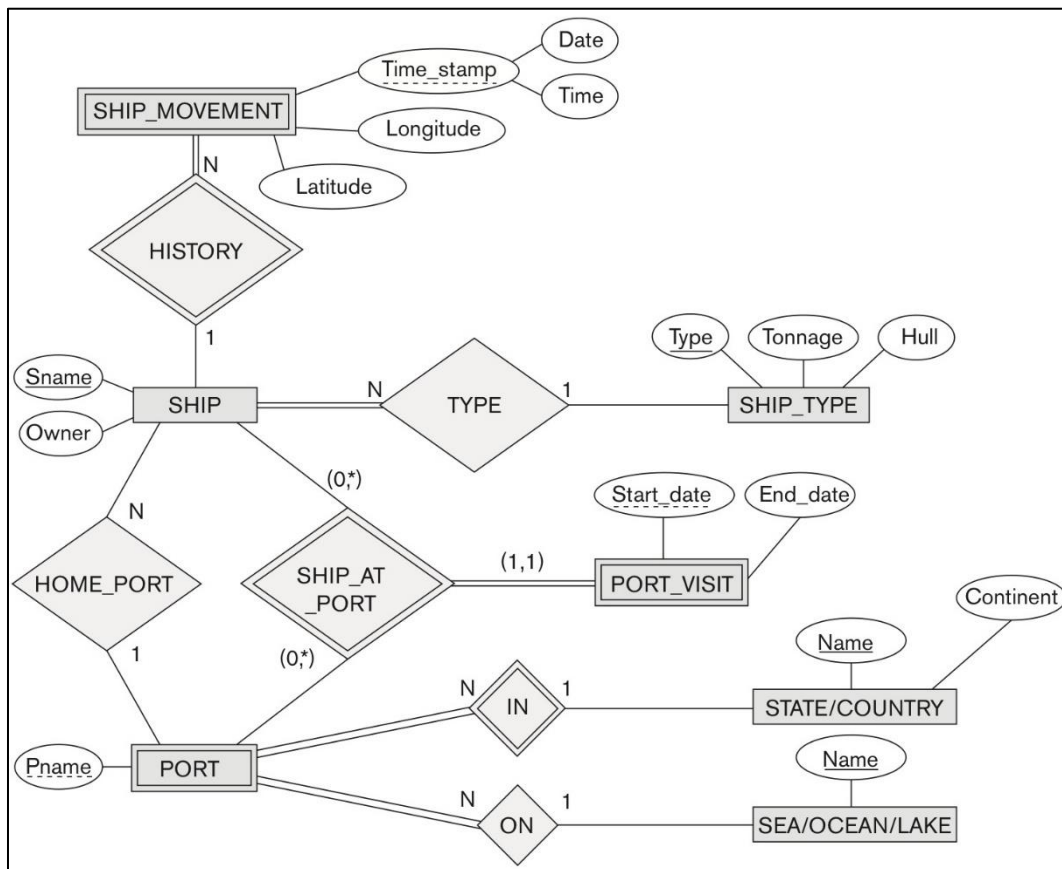 Date
Time_stamp
Time
SHIP_MOVEMENT
Longitude
N
Latitude
HISTORY
1
Type
Tonnage
Hull
Sname
N
1
SHIP
TYPE
SHIP_TYPE
Owner
(0,*)
Start_date
End_date
N
HOME_PORT
SHIP_AT
_PORT
(1,1)
PORT_VISIT
Continent
1
(0,*)
Name
N
IN
1
STATE/COUNTRY
Pname
PORT
Name
N
ON
1
SEA/OCEAN/LAKE